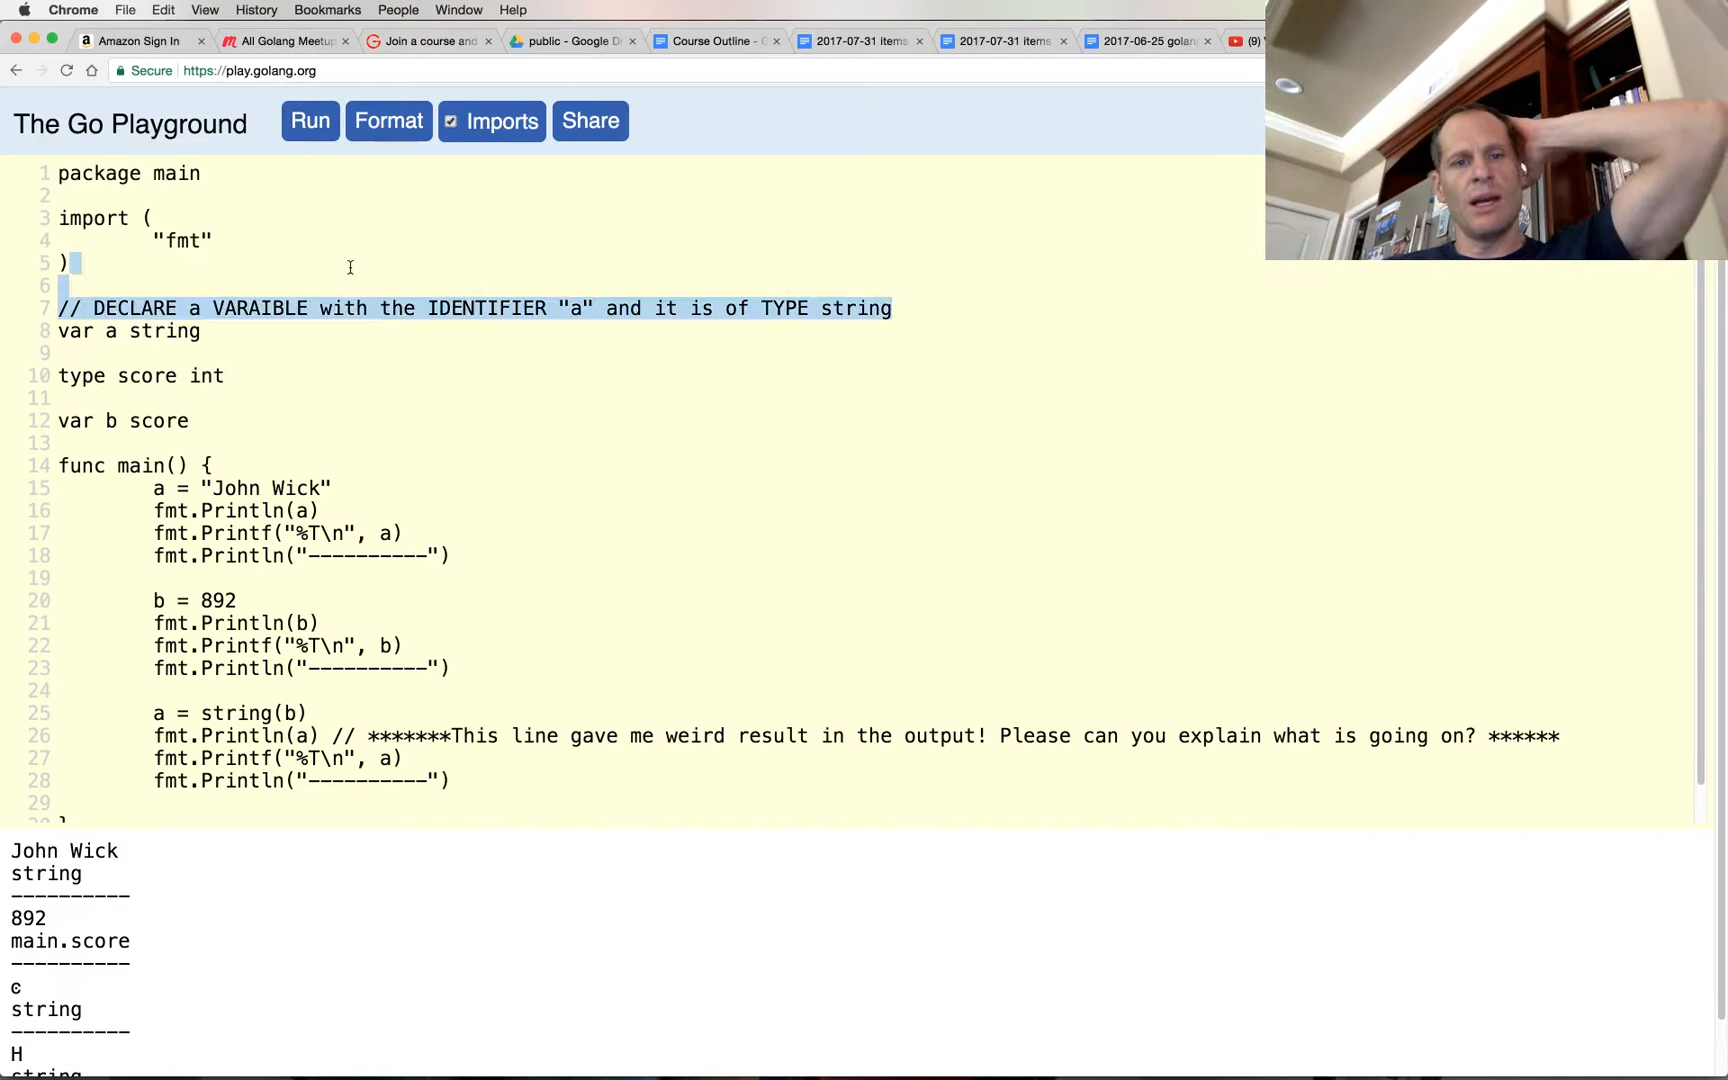 Chrome File Edit View History Bookmarks People Window Help
Amazon Sign In × All Golang Meetup × Join a course and × public - Google Dr × Course Outline - G × 2017-07-31 items × 2017-07-31 items × 2017-06-25 golan × (9)
Secure https://play.golang.org
The Go Playground Run Format Imports Share
1 package main
2
3 import (
4 "fmt"
5 )
6
7 // DECLARE a VARAIBLE with the IDENTIFIER "a" and it is of TYPE string
8 var a string
9
10 type score int
11
12 var b score
13
14 func main() {
15 a = "John Wick"
16 fmt.Println(a)
17 fmt.Printf("%T\n", a)
18 fmt.Println("----------")
19
20 b = 892
21 fmt.Println(b)
22 fmt.Printf("%T\n", b)
23 fmt.Println("----------")
24
25 a = string(b)
26 fmt.Println(a) // *******This line gave me weird result in the output! Please can you explain what is going on? ******
27 fmt.Printf("%T\n", a)
28 fmt.Println("----------")
29
30 }
John Wick
string
----------
892
main.score
----------
ͼ
string
----------
H
string